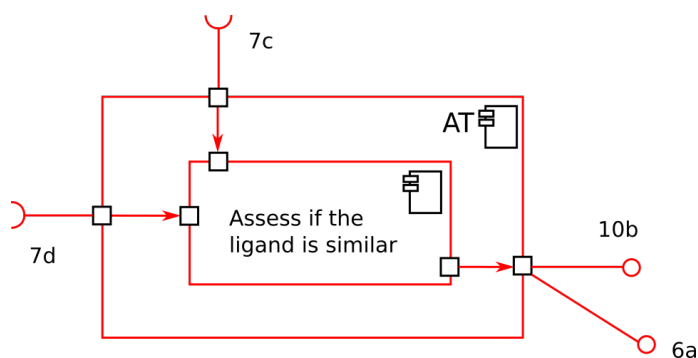 7c
AT
Assess if the
ligand is similar
7d
10b
6a